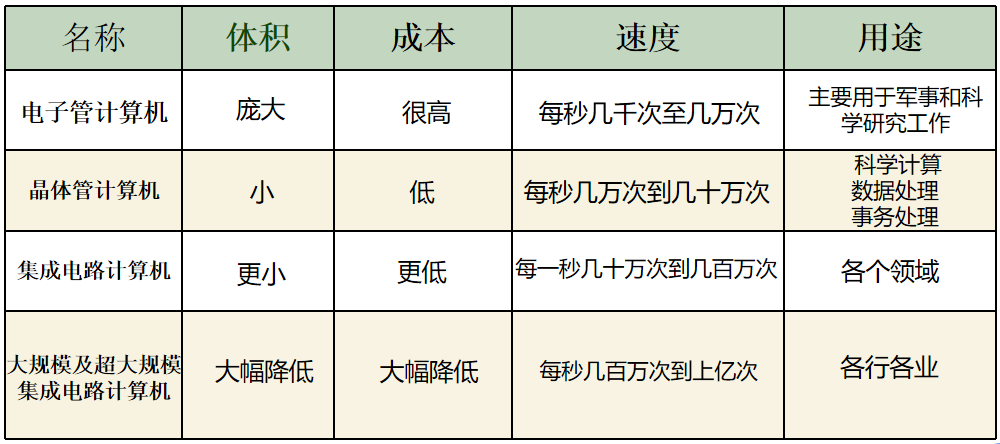 名称 体积 成本 速度 用途
电子管计算机 庞大 很高 每秒几千次至几万次 主要用于军事和科
学研究工作
晶体管计算机 小 低 每秒几万次到几十万次 科学计算
数据处理
事务处理
集成电路计算机 更小 更低 每一秒几十万次到几百万次 各个领域
大规模及超大规模
集成电路计算机 大幅降低 大幅降低 每秒几百万次到上亿次 各行各业